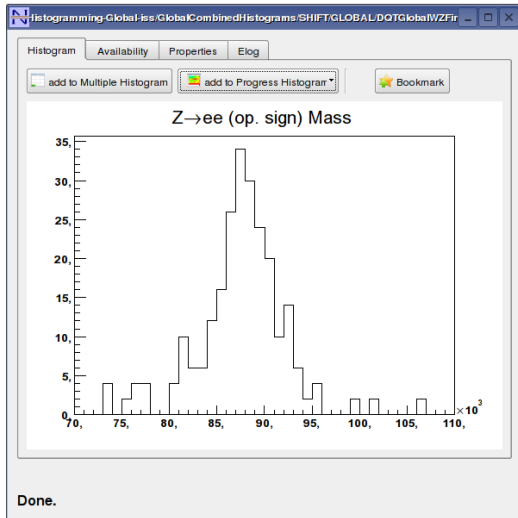 Histogramming-Global-iss/GlobalCombinedHistograms/SHIFT/GLOBAL/DQTGlobalWZFir
Histogram Availability Properties Elog
add to Multiple Histogram add to Progress Histogram Bookmark
Z→ee (op. sign) Mass
35,
30,
25,
20,
15,
10,
5,
0,
70, 75, 80, 85, 90, 95, 100, 105, 110,
×10³
Done.